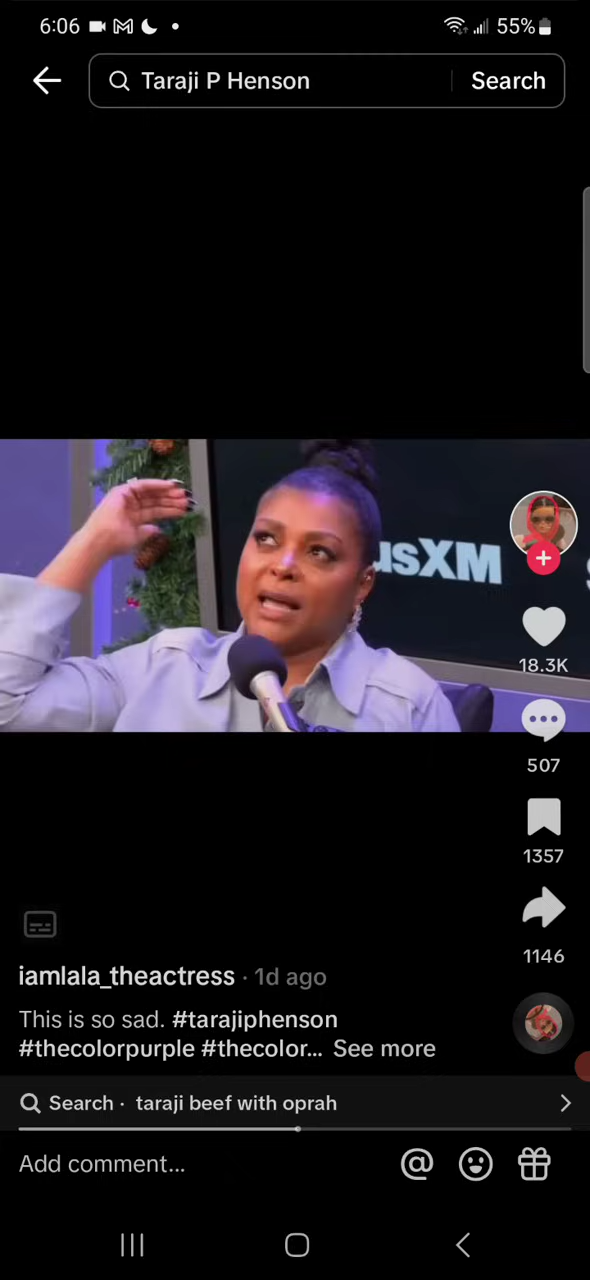 6:06
55%
Taraji P Henson
Search
usXM
18.3K
507
1357
1146
iamlala_theactress · 1d ago
This is so sad. #tarajiphenson
#thecolorpurple #thecolor... See more
Search · taraji beef with oprah
Add comment...